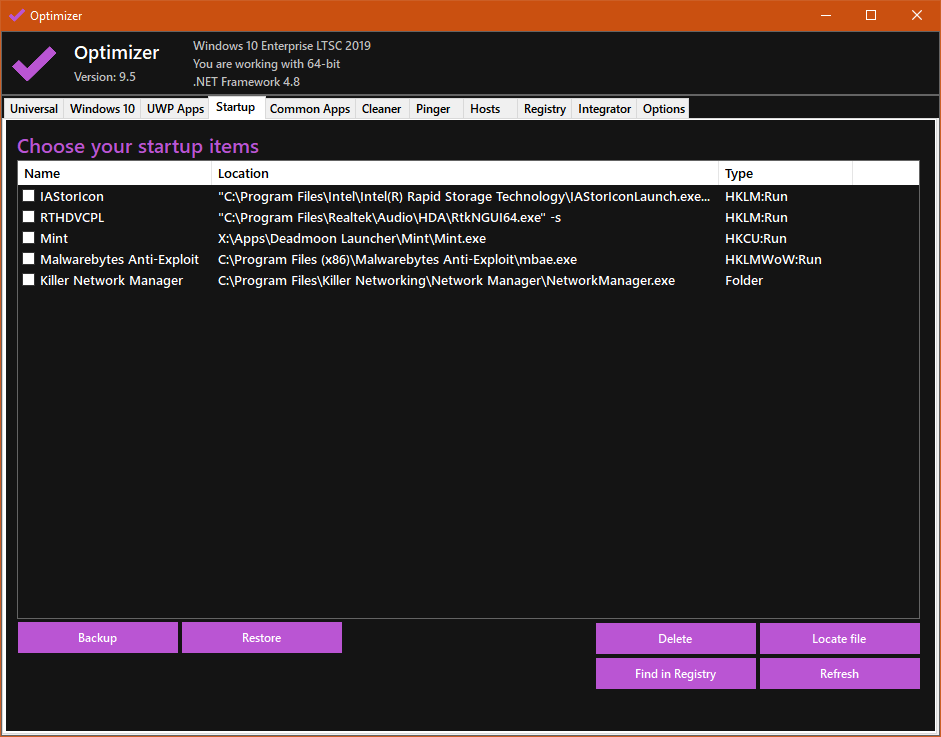 Optimizer
Optimizer
Version: 9.5
Windows 10 Enterprise LTSC 2019
You are working with 64-bit
.NET Framework 4.8
Universal Windows 10 UWP Apps Startup Common Apps Cleaner Pinger Hosts Registry Integrator Options
Choose your startup items
Name Location Type
IAStorIcon "C:\Program Files\Intel\Intel(R) Rapid Storage Technology\IAStorIconLaunch.exe... HKLM:Run
RTHDVCPL "C:\Program Files\Realtek\Audio\HDA\RtkNGUI64.exe" -s HKLM:Run
Mint X:\Apps\Deadmoon Launcher\Mint\Mint.exe HKCU:Run
Malwarebytes Anti-Exploit C:\Program Files (x86)\Malwarebytes Anti-Exploit\mbae.exe HKLMWoW:Run
Killer Network Manager C:\Program Files\Killer Networking\Network Manager\NetworkManager.exe Folder
Backup Restore Delete Locate file
Find in Registry Refresh